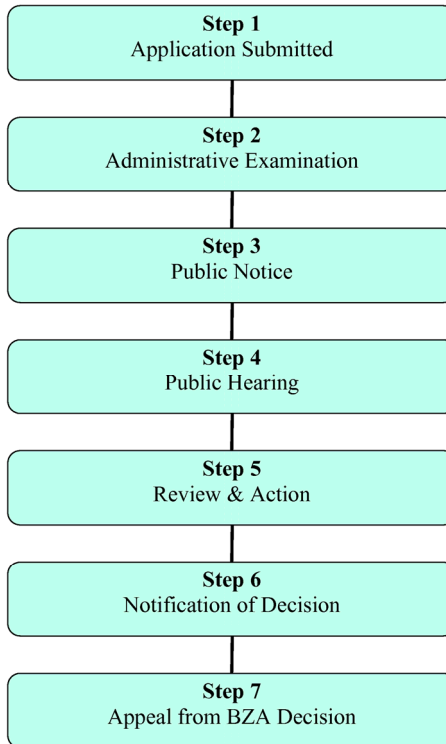 Step 1
Application Submitted
Step 2
Administrative Examination
Step 3
Public Notice
Step 4
Public Hearing
Step 5
Review & Action
Step 6
Notification of Decision
Step 7
Appeal from BZA Decision